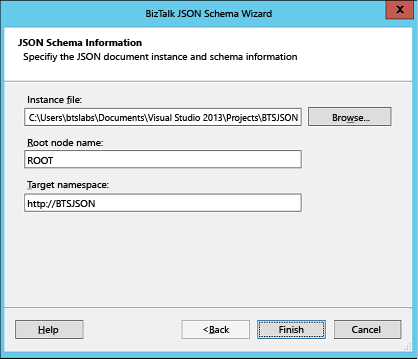 BizTalk JSON Schema Wizard
X
JSON Schema Information
Specifiy the JSON document instance and schema information
Instance file:
C:\Users\btslabs\Documents\Visual Studio 2013\Projects\BTSJSON
Browse...
Root node name:
ROOT
Target namespace:
http://BTSJSON
Help
<Back
Finish
Cancel